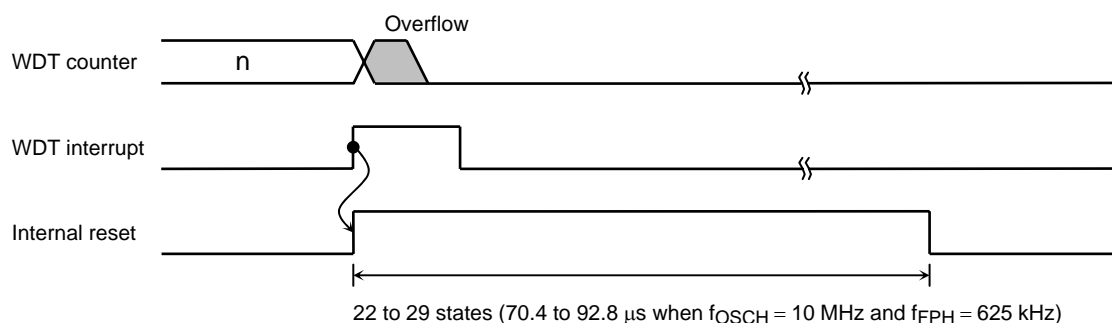 Overflow
WDT counter
n
WDT interrupt
Internal reset
22 to 29 states (70.4 to 92.8 μs when fOSCH = 10 MHz and fFPH = 625 kHz)